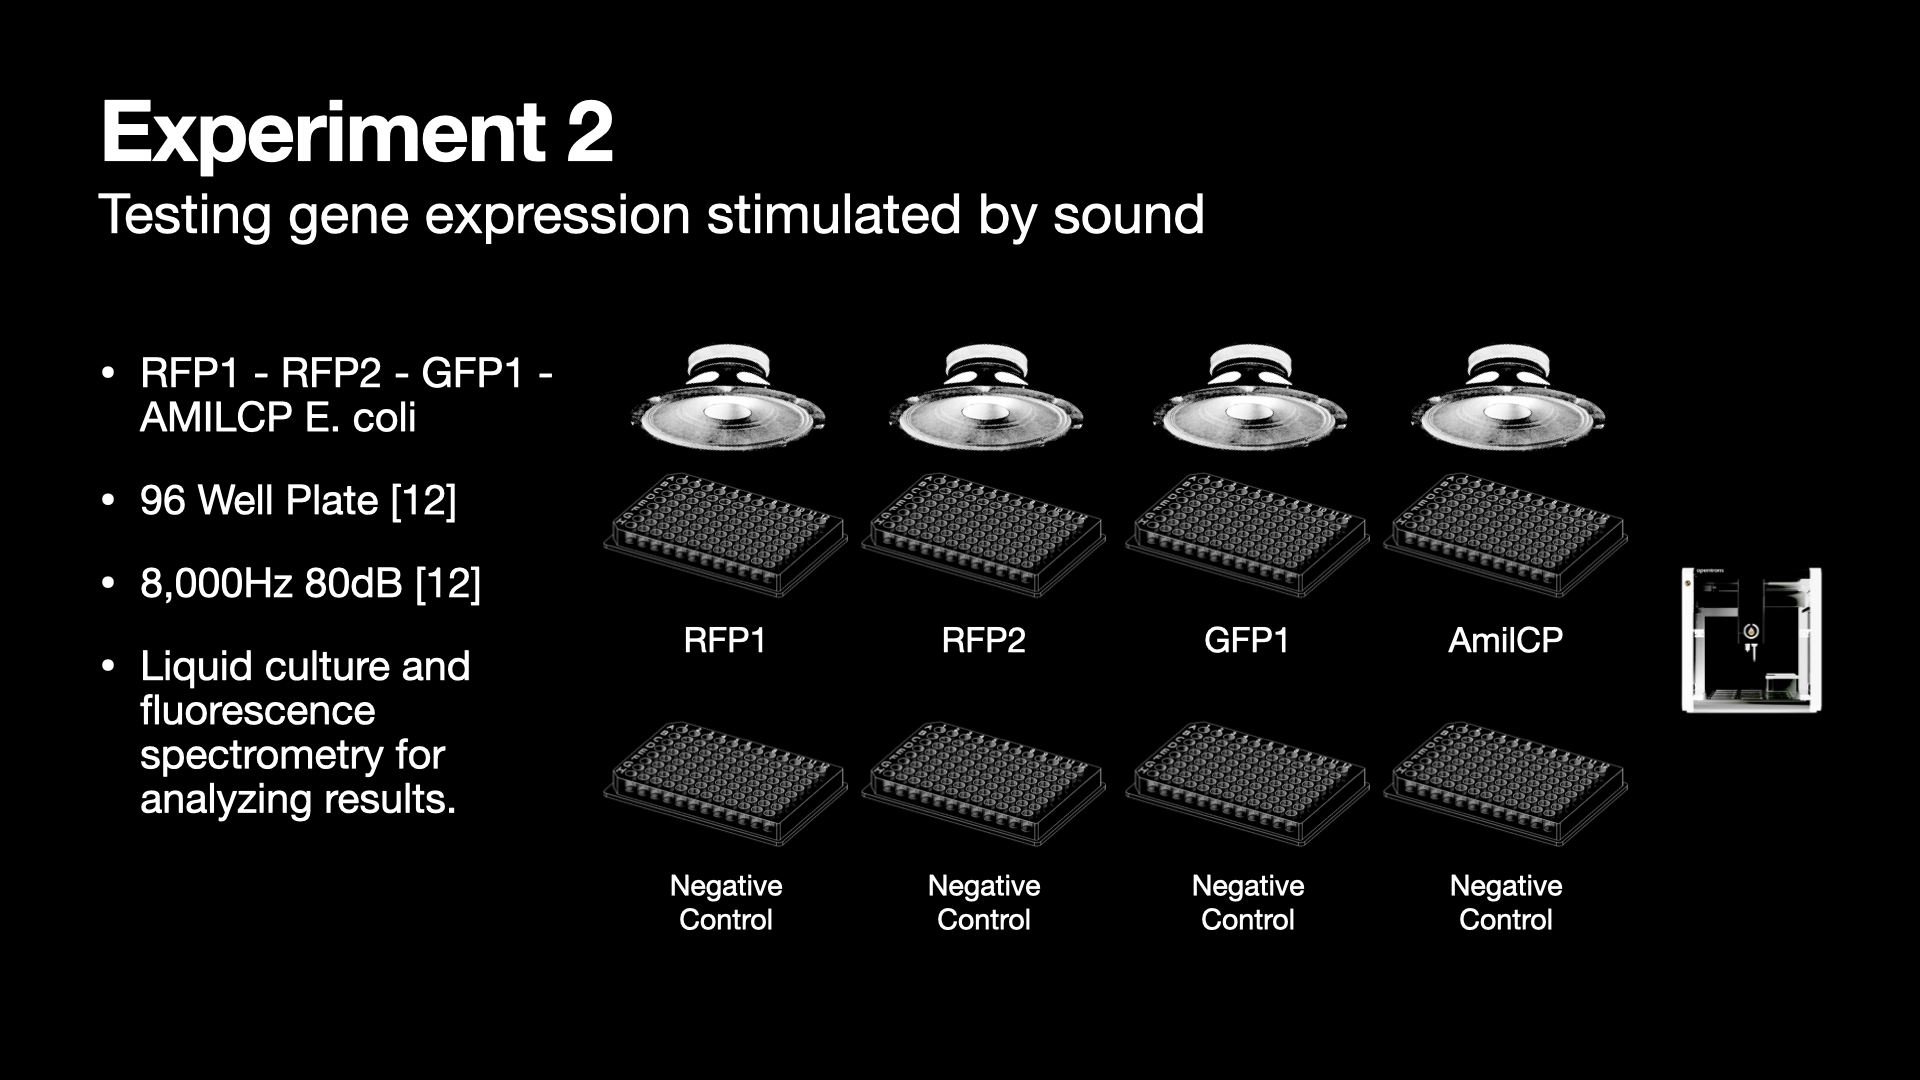 Experiment 2
Testing gene expression stimulated by sound
• RFP1 - RFP2 - GFP1 -
AMILCP E. coli
• 96 Well Plate [12]
• 8,000Hz 80dB [12]
• Liquid culture and
fluorescence
spectrometry for
analyzing results.
RFP1
RFP2
GFP1
AmilCP
opentrons
Negative
Control
Negative
Control
Negative
Control
Negative
Control